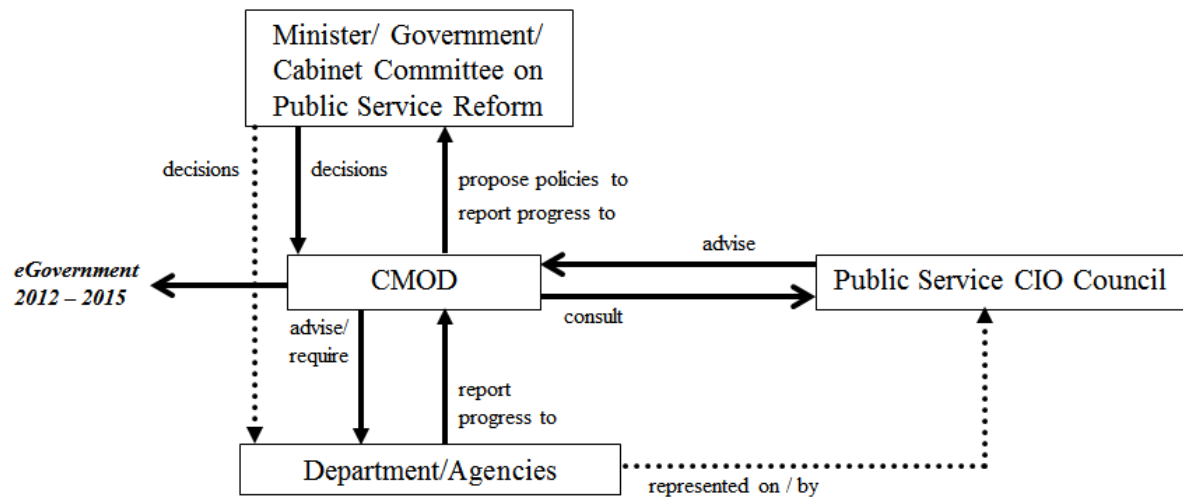 Minister/ Government/
Cabinet Committee on
Public Service Reform
decisions
decisions
propose policies to
report progress to
eGovernment
2012 – 2015
CMOD
advise
consult
Public Service CIO Council
advise/
require
report
progress to
Department/Agencies
represented on / by